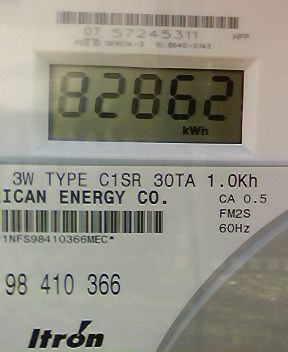 07 57245311 HPP
82862
kWh
3W TYPE C1SR 30TA 1.0Kh
ICAN ENERGY CO. CA 0.5
FM2S
60Hz
1NFS98410366MEC*
98 410 366
Itron